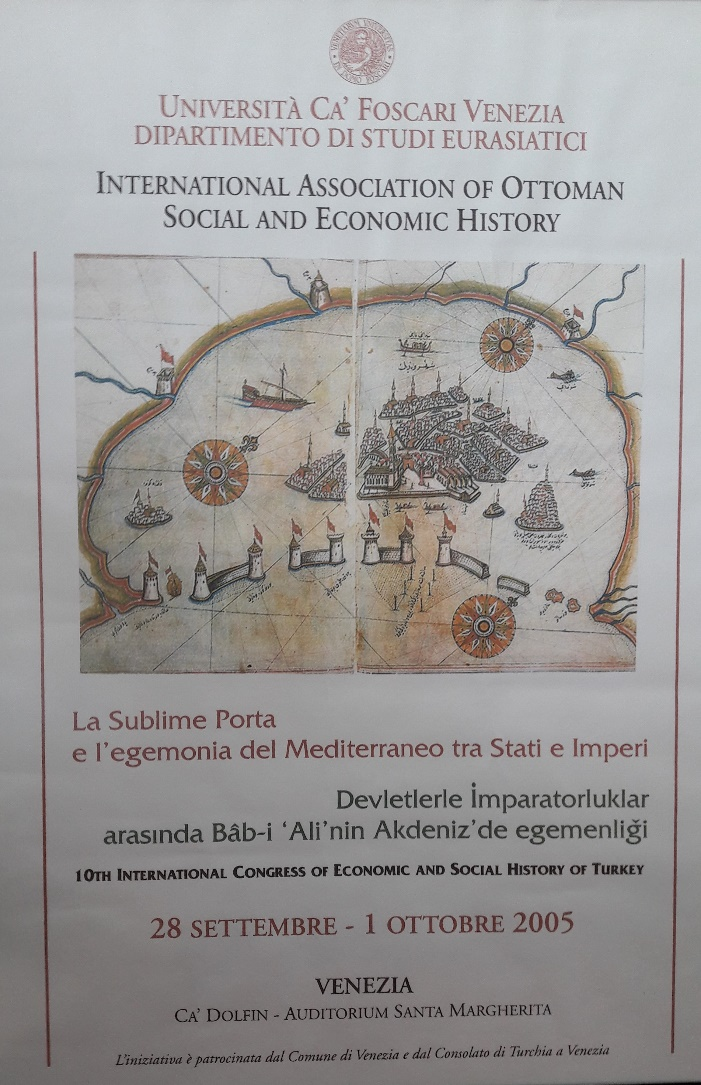 UNIVERSITÀ CA' FOSCARI VENEZIA
DIPARTIMENTO DI STUDI EURASIATICI
INTERNATIONAL ASSOCIATION OF OTTOMAN
SOCIAL AND ECONOMIC HISTORY
La Sublime Porta
e l'egemonia del Mediterraneo tra Stati e Imperi
Devletlerle İmparatorluklar
arasında Bâb-i 'Ali'nin Akdeniz'de egemenliği
10TH INTERNATIONAL CONGRESS OF ECONOMIC AND SOCIAL HISTORY OF TURKEY
28 SETTEMBRE - 1 OTTOBRE 2005
VENEZIA
CA' DOLFIN - AUDITORIUM SANTA MARGHERITA
L'iniziativa è patrocinata dal Comune di Venezia e dal Consolato di Turchia a Venezia